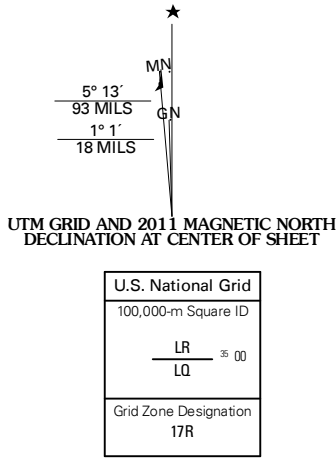 MN
5° 13´
93 MILS
GN
1° 1´
18 MILS
UTM GRID AND 2011 MAGNETIC NORTH
DECLINATION AT CENTER OF SHEET
U.S. National Grid
100,000-m Square ID
LR
35 00
LQ
Grid Zone Designation
17R